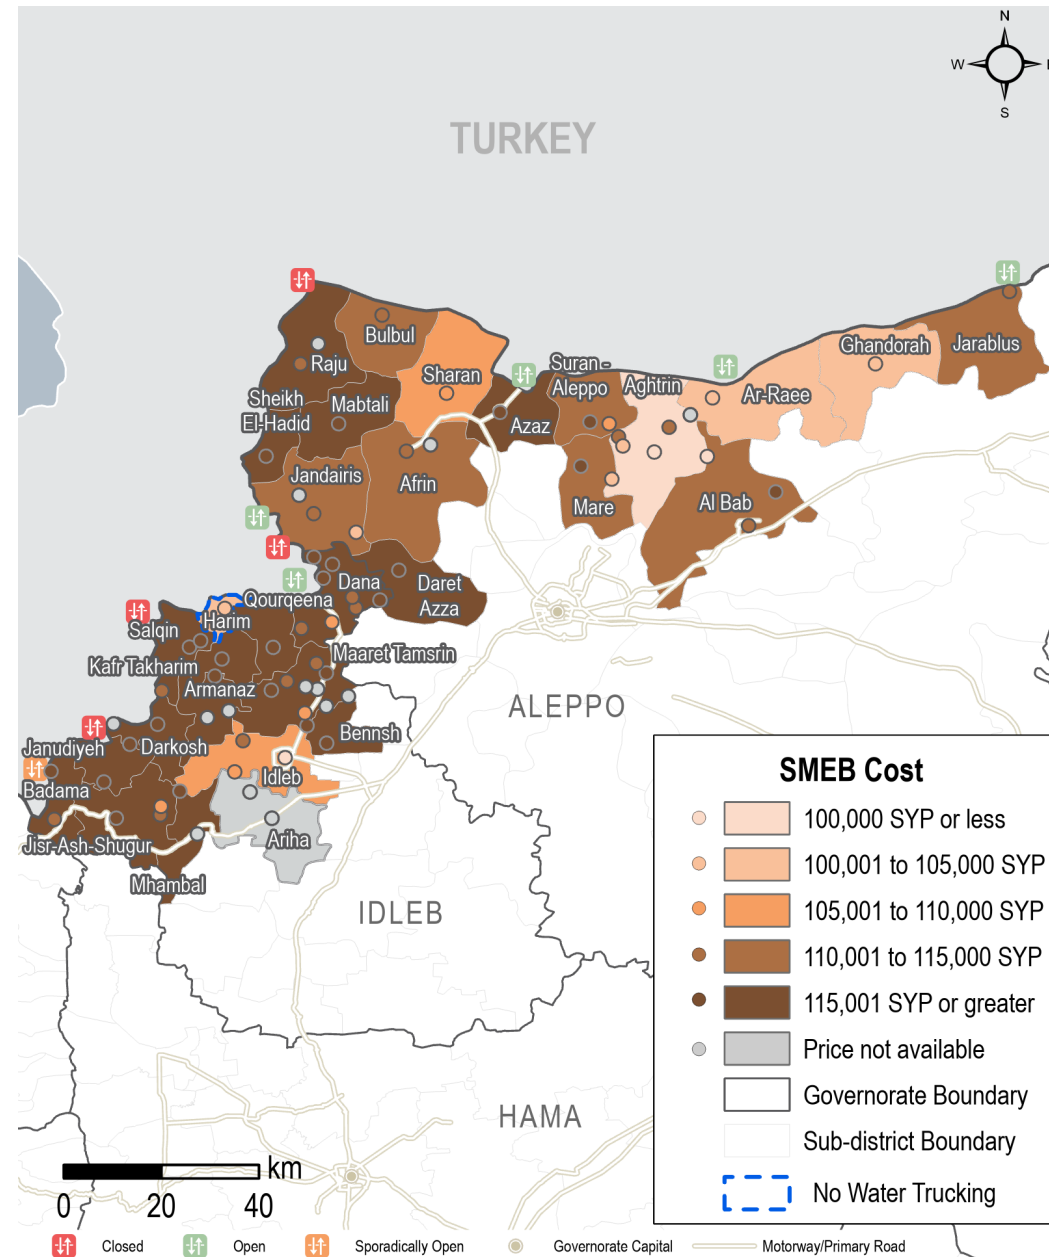 N
W
S
TURKEY
Bulbul
Raju
Sharan
Suran -
Aleppo
Aghtrin
Ghandorah
Jarablus
Ar-Raee
Sheikh
El-Hadid
Mabtali
Azaz
Jandairis
Afrin
Mare
Al Bab
Dana
Daret
Azza
Qourqeena
Harim
Salqin
Kafr Takharim
Maaret Tamsrin
Armanaz
ALEPPO
Janudiyeh
Darkosh
Bennsh
Badama
Idleb
Jisr-Ash-Shugur
Ariha
Mhambal
IDLEB
HAMA
SMEB Cost
100,000 SYP or less
100,001 to 105,000 SYP
105,001 to 110,000 SYP
110,001 to 115,000 SYP
115,001 SYP or greater
Price not available
Governorate Boundary
Sub-district Boundary
No Water Trucking
km
0 20 40
Closed Open Sporadically Open Governorate Capital Motorway/Primary Road